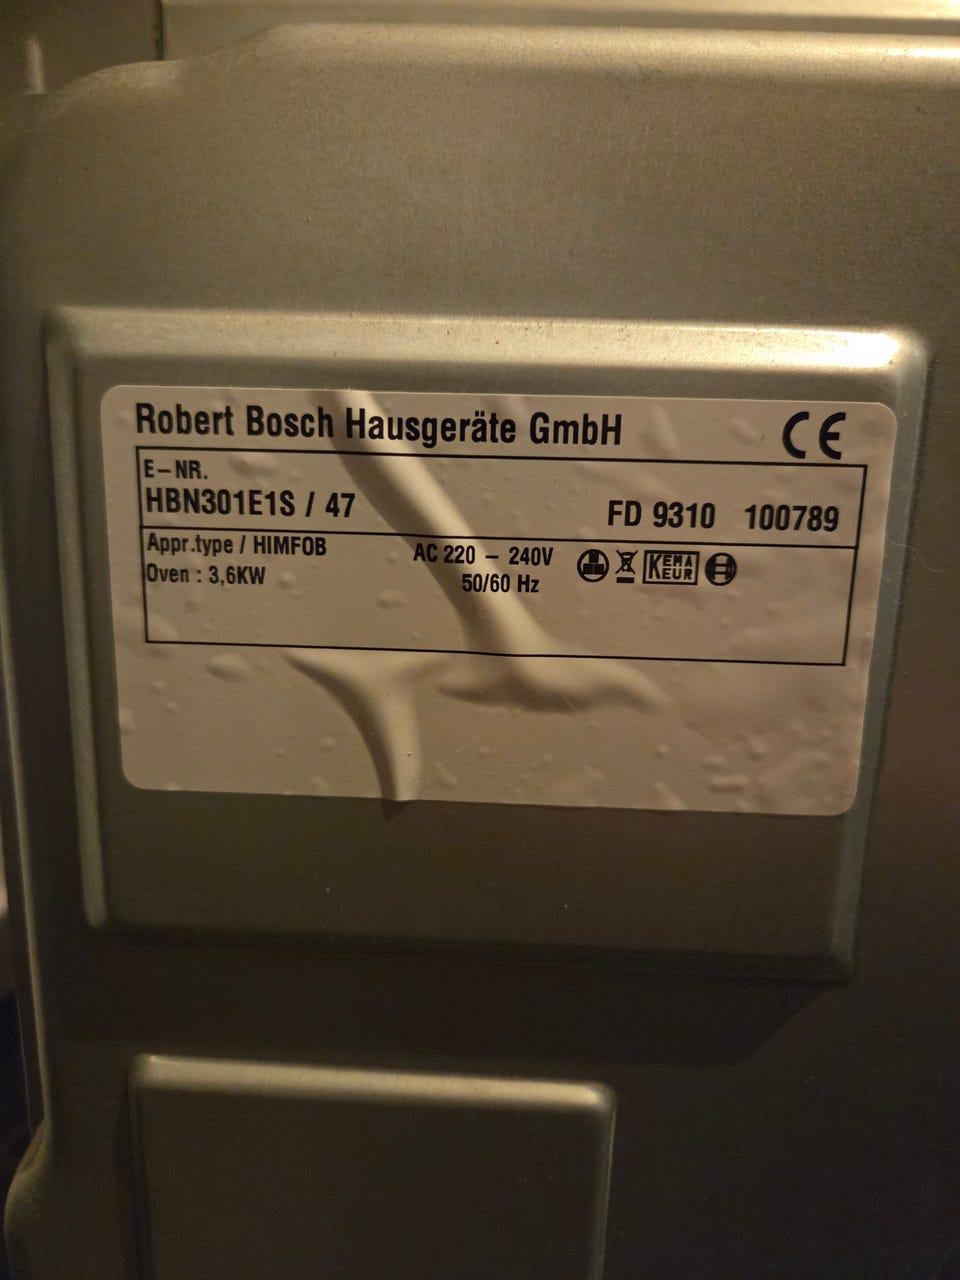 Robert Bosch Hausgeräte GmbH CE
E-NR.
HBN301E1S / 47 FD 9310 100789
Appr.type / HIMFOB AC 220 – 240V KEMA EUR
Oven : 3,6KW 50/60 Hz